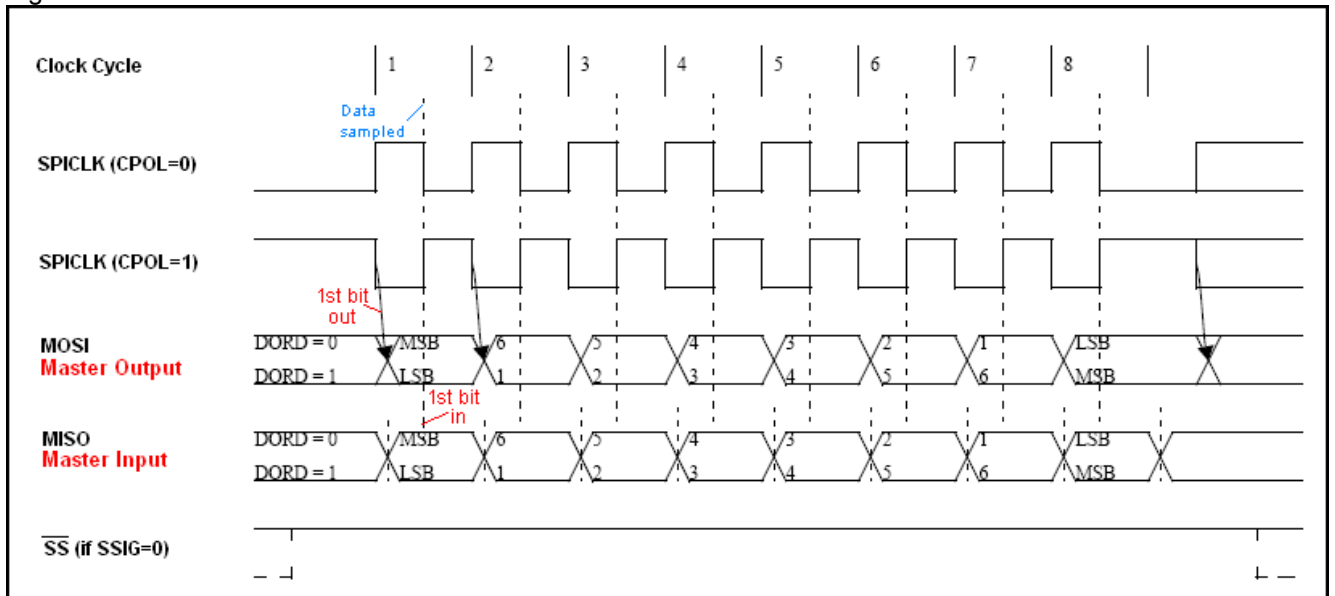 Clock Cycle 1 2 3 4 5 6 7 8
Data
sampled
SPICLK (CPOL=0)
SPICLK (CPOL=1)
1st bit
out
MOSI DORD = 0 MSB 6 5 4 3 2 1 LSB
Master Output DORD = 1 LSB 1 2 3 4 5 6 MSB
1st bit
in
MISO DORD = 0 MSB 6 5 4 3 2 1 LSB
Master Input DORD = 1 LSB 1 2 3 4 5 6 MSB
SS (if SSIG=0)